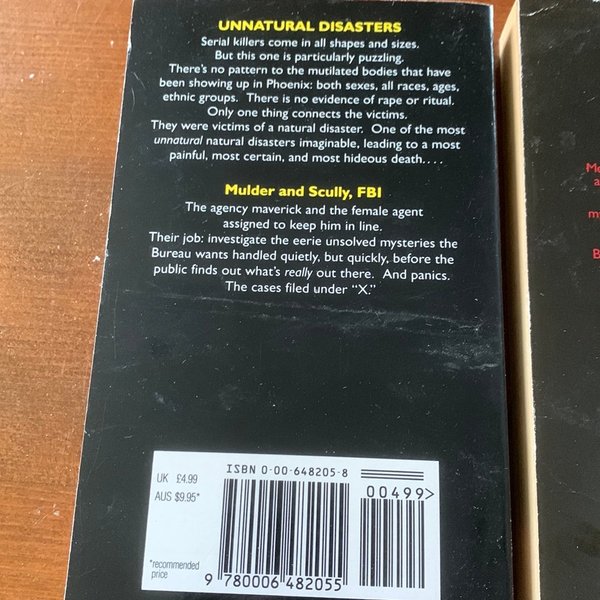 UNNATURAL DISASTERS
Serial killers come in all shapes and sizes.
But this one is particularly puzzling.
There's no pattern to the mutilated bodies that have
been showing up in Phoenix: both sexes, all races, ages,
ethnic groups. There is no evidence of rape or ritual.
Only one thing connects the victims.
They were victims of a natural disaster. One of the most
unnatural natural disasters imaginable, leading to a most
painful, most certain, and most hideous death....
Mulder and Scully, FBI
The agency maverick and the female agent
assigned to keep him in line.
Their job: investigate the eerie unsolved mysteries the
Bureau wants handled quietly, but quickly, before the
public finds out what's really out there. And panics.
The cases filed under "X."
UK £4.99
AUS $9.95*
*recommended
price
ISBN 0-00-648205-8
00499>
9 780006 482055